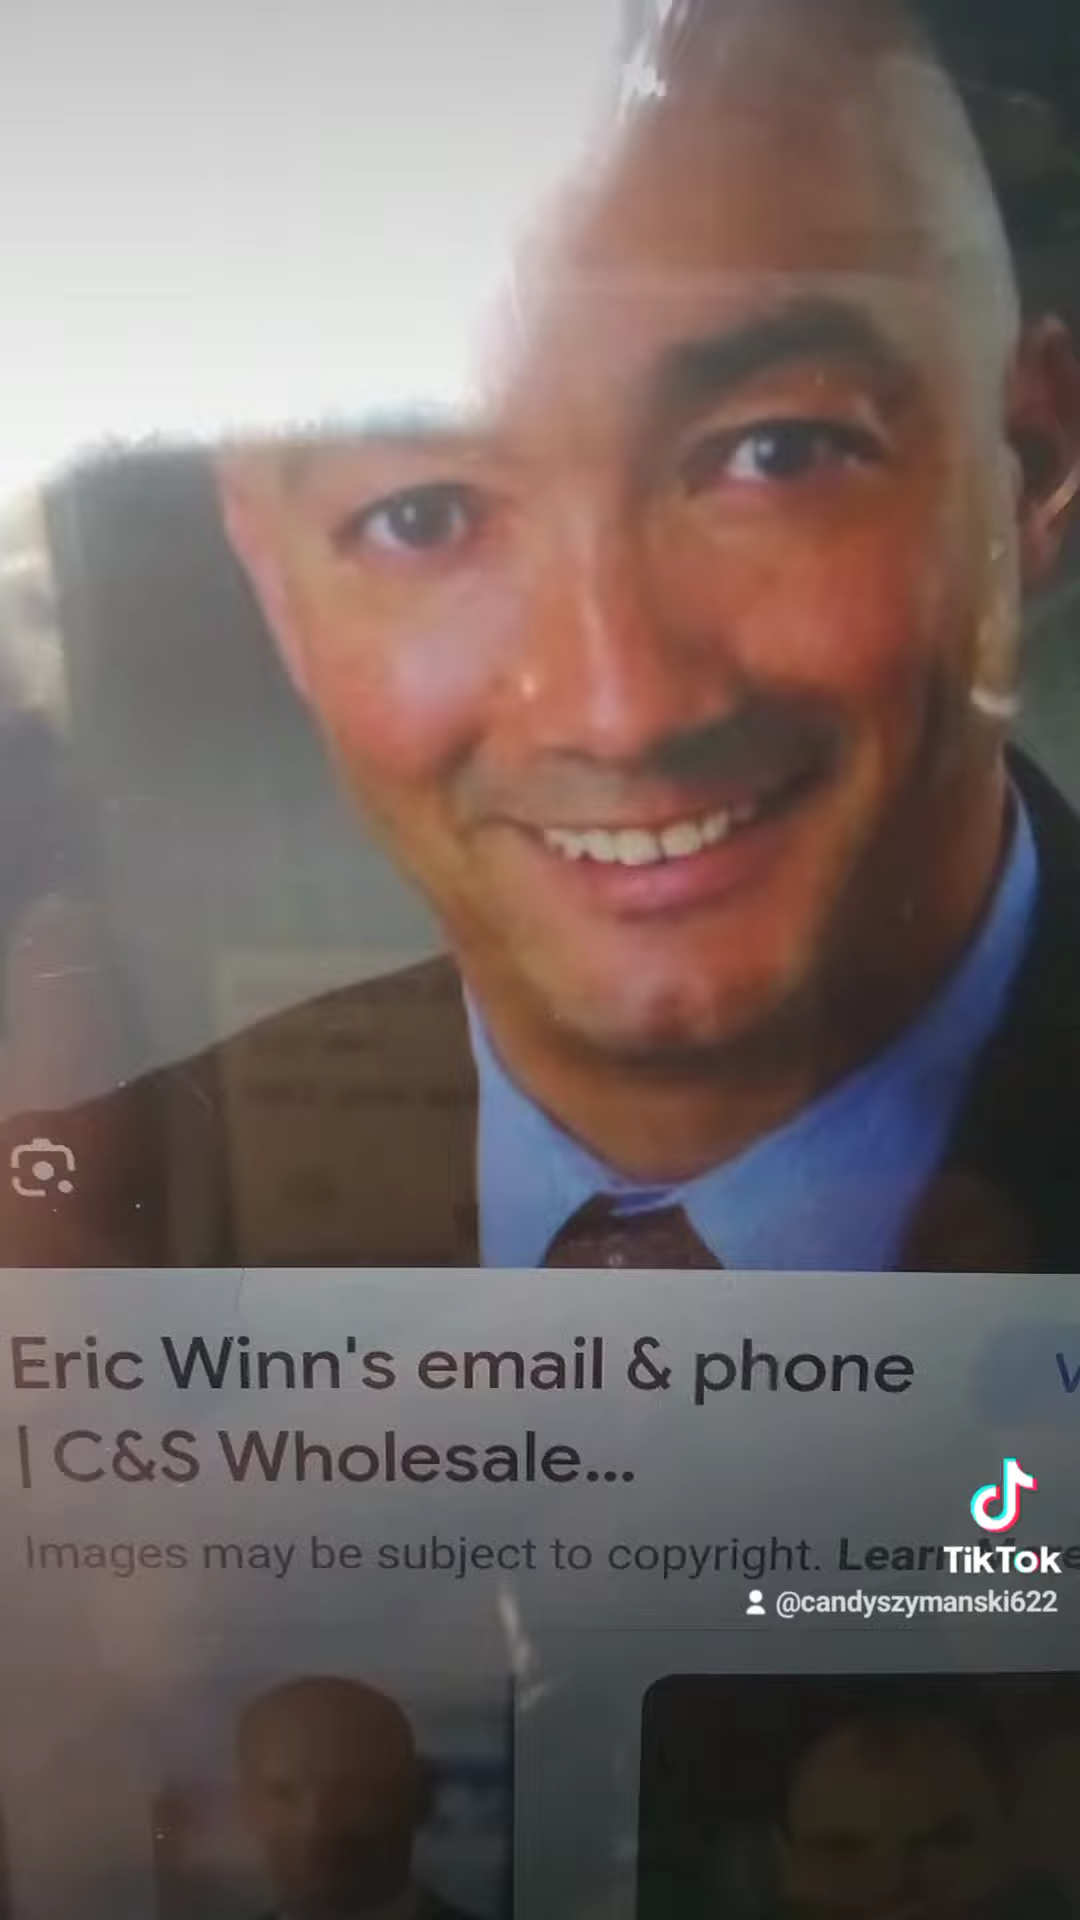 Eric Winn's email & phone
| C&S Wholesale...
Images may be subject to copyright.
TikTok
@candyszymanski622